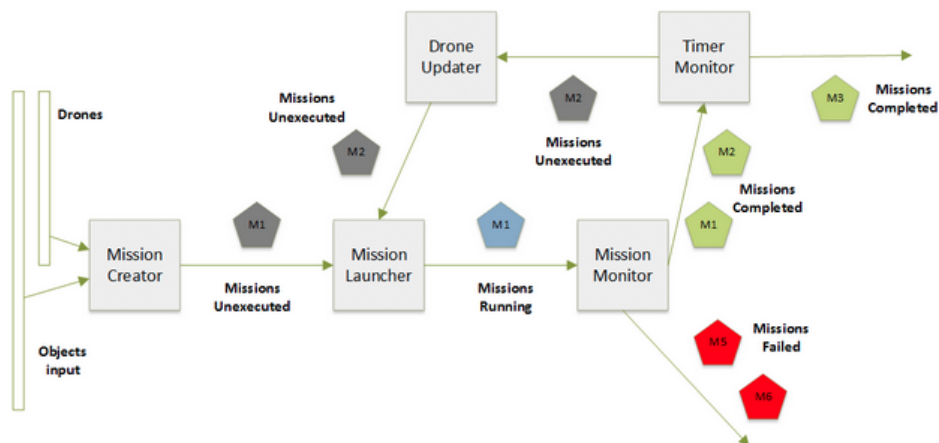 Drone
Updater
Timer
Monitor
M3
Missions
Completed
Drones
Missions
Unexecuted
M2
M2
Missions
Unexecuted
M2
Missions
Completed
M1
M1
M1
Mission
Creator
Mission
Launcher
Mission
Monitor
Missions
Unexecuted
Missions
Running
Objects
input
M5
Missions
Failed
M6